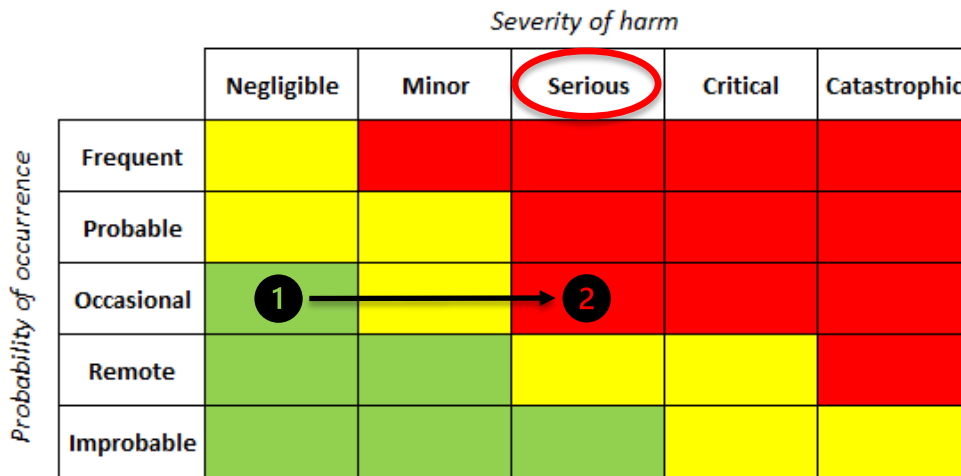 Severity of harm
Negligible Minor Serious Critical Catastrophic
Probability of occurrence
Frequent
Probable
Occasional 1 2
Remote
Improbable